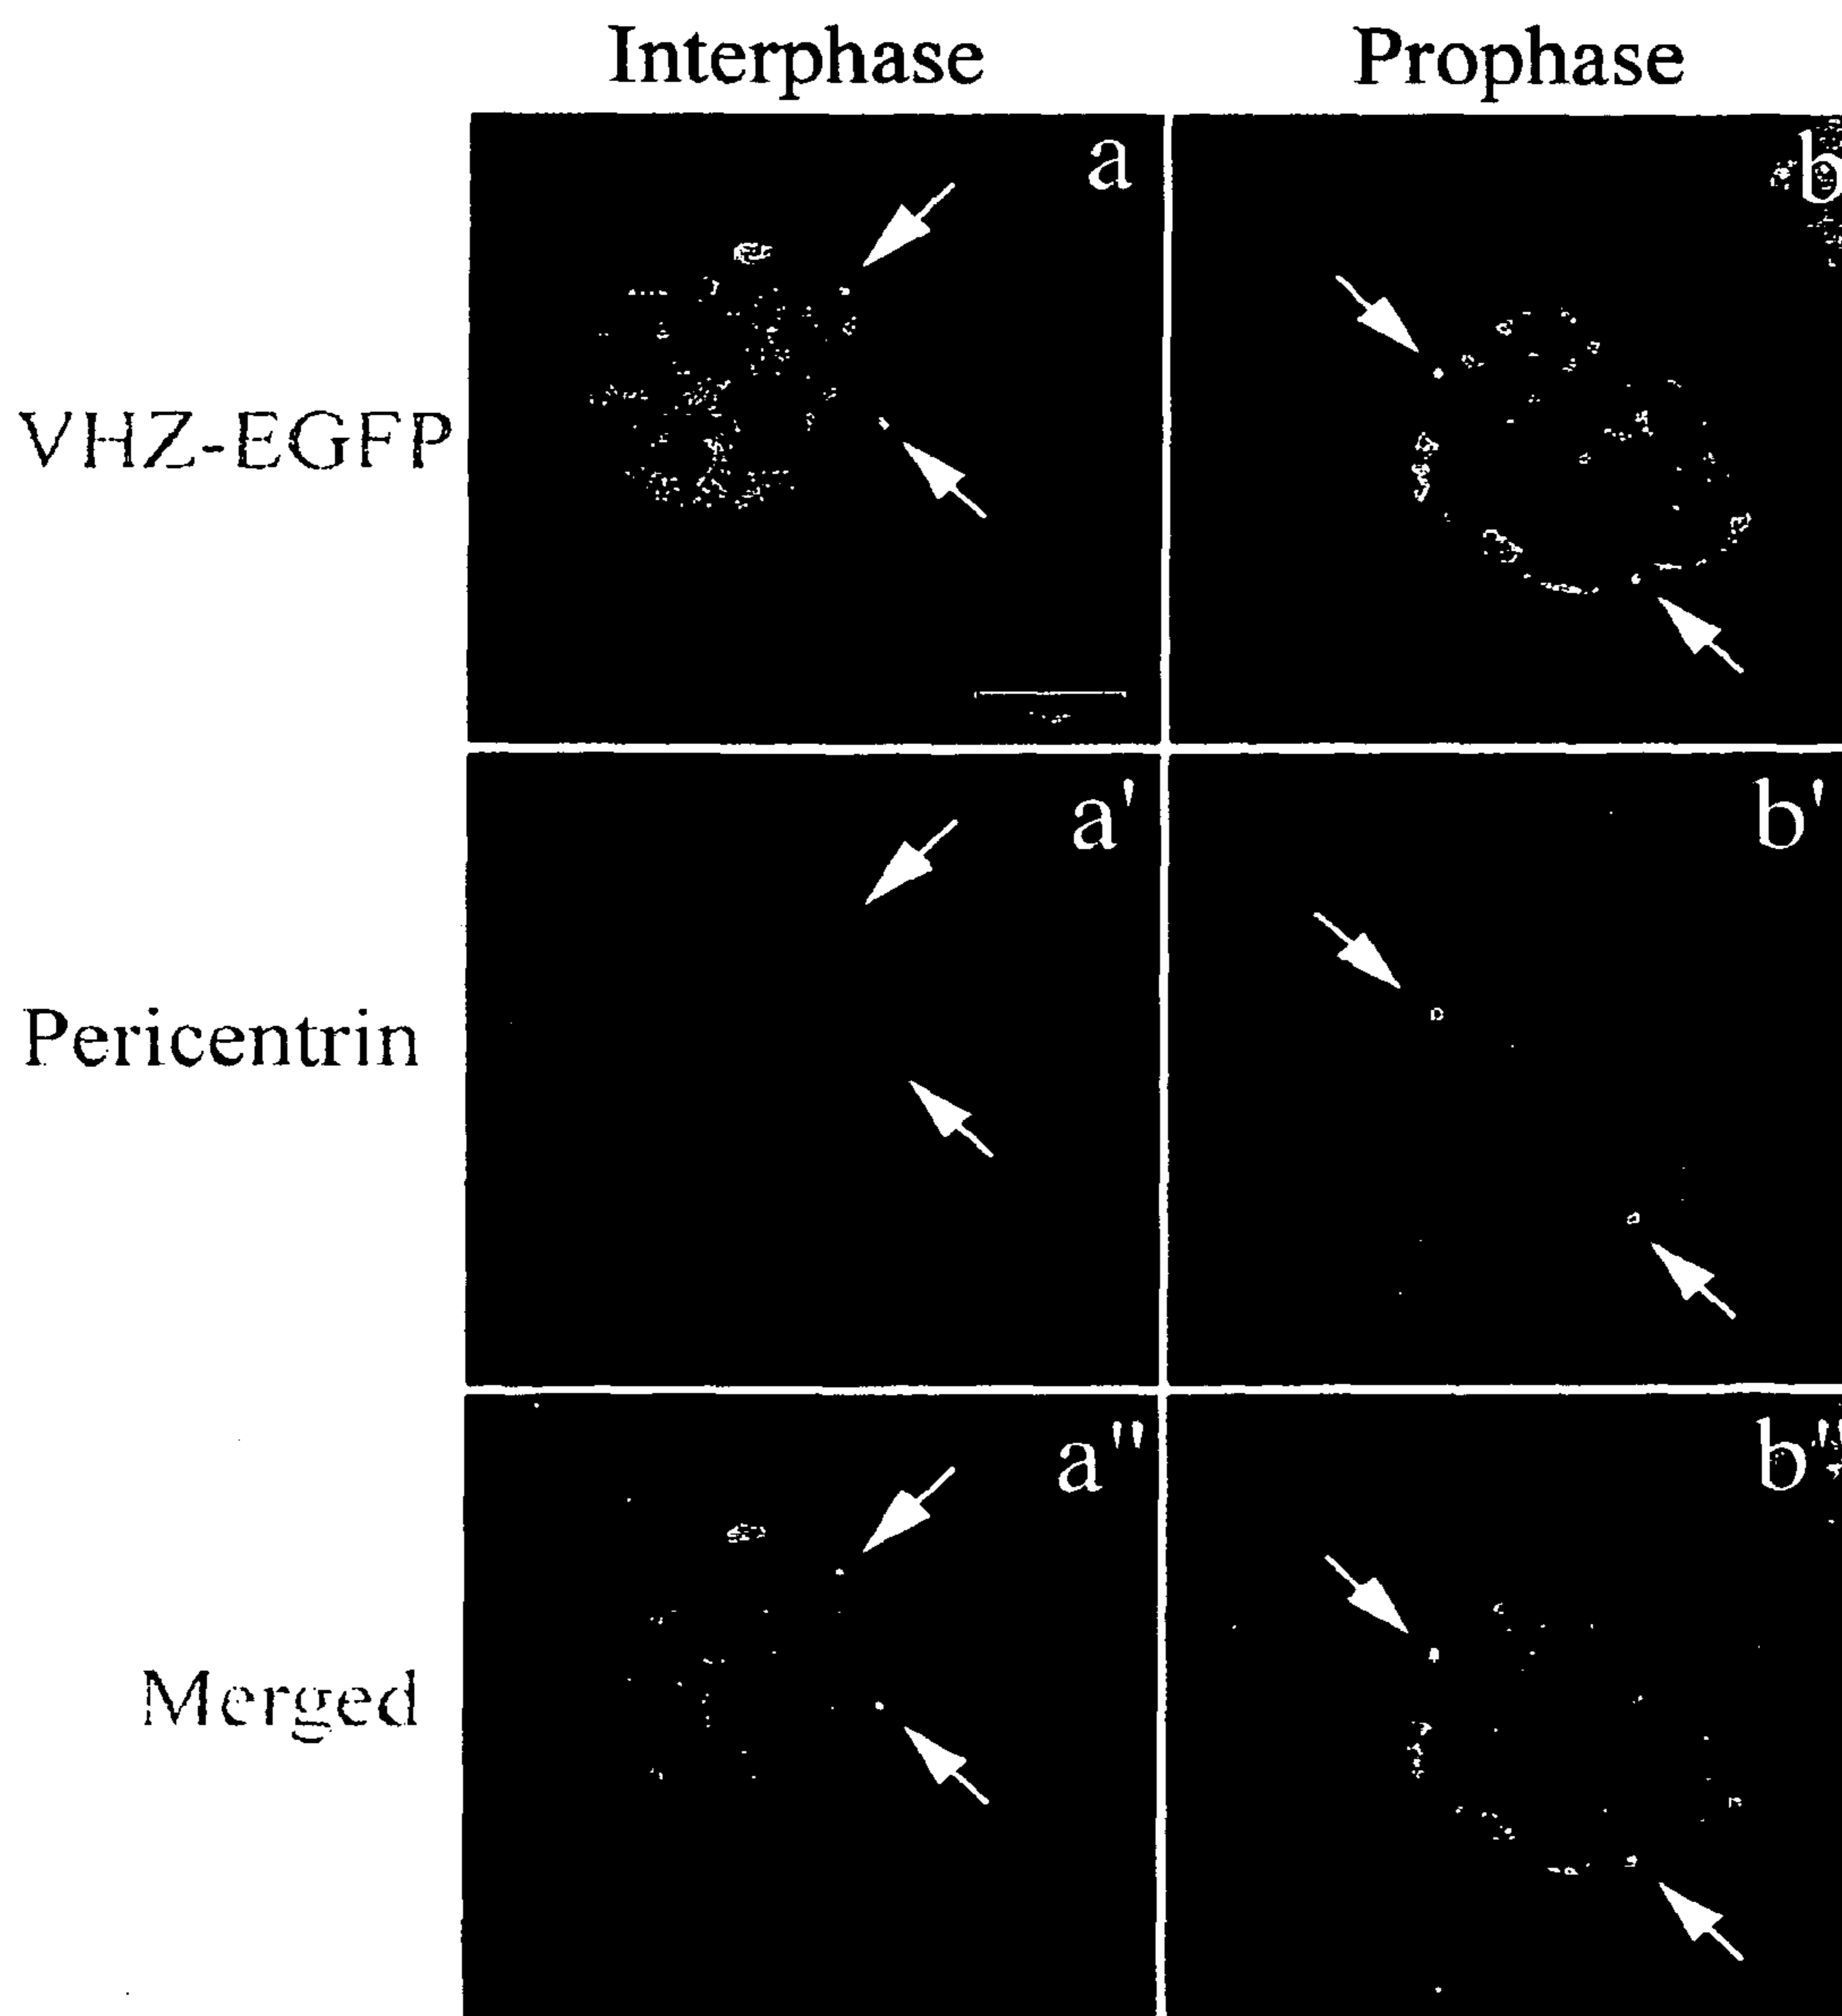 Interphase Prophase
a b
VHZ-EGFP
a' b'
Pericentrin
a" b"
Merged